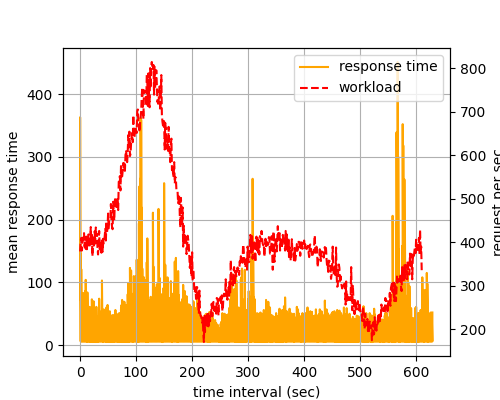 response time
workload
mean response time
400
300
200
100
0
800
700
600
500
400
300
200
request per sec
0 100 200 300 400 500 600
time interval (sec)